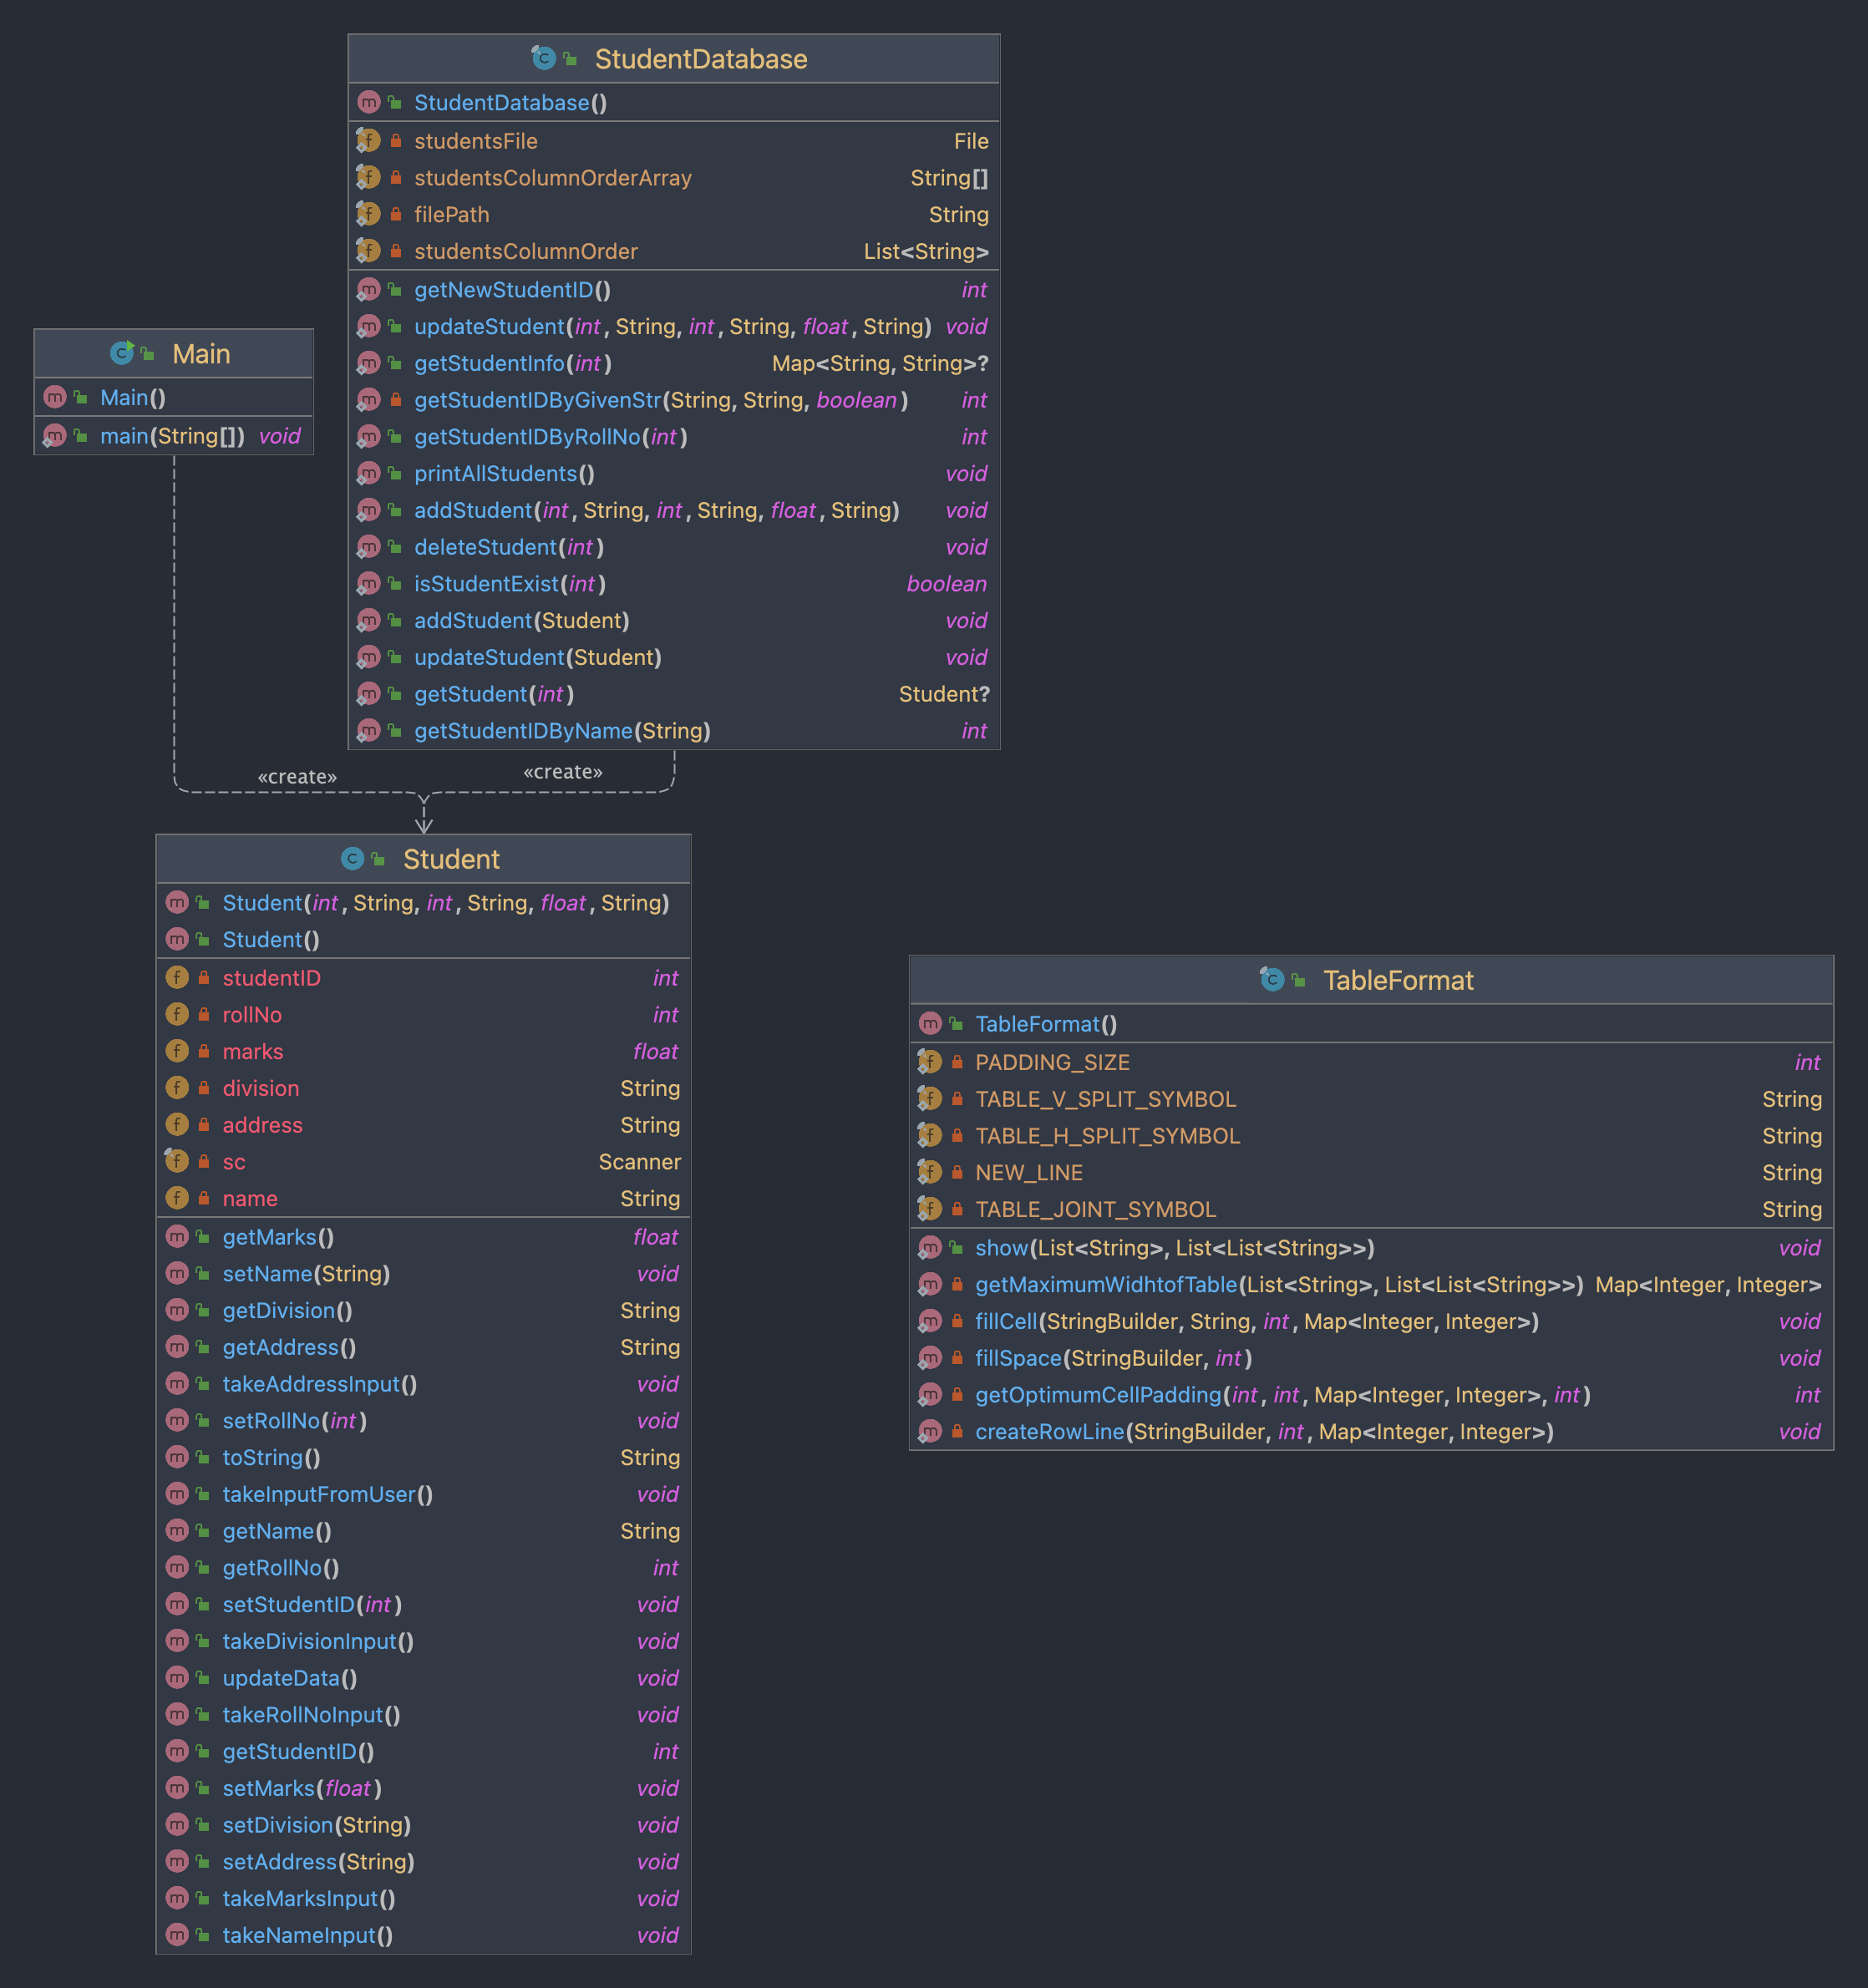 StudentDatabase
StudentDatabase()
studentsFile File
studentsColumnOrderArray String[]
filePath String
studentsColumnOrder List<String>
getNewStudentID() int
updateStudent(int, String, int, String, float, String) void
getStudentInfo(int) Map<String, String>?
getStudentIDByGivenStr(String, String, boolean) int
getStudentIDByRollNo(int) int
printAllStudents() void
addStudent(int, String, int, String, float, String) void
deleteStudent(int) void
isStudentExist(int) boolean
addStudent(Student) void
updateStudent(Student) void
getStudent(int) Student?
getStudentIDByName(String) int
Main
Main()
main(String[]) void
«create»
«create»
Student
Student(int, String, int, String, float, String)
Student()
studentID int
rollNo int
marks float
division String
address String
sc Scanner
name String
getMarks() float
setName(String) void
getDivision() String
getAddress() String
takeAddressInput() void
setRollNo(int) void
toString() String
takeInputFromUser() void
getName() String
getRollNo() int
setStudentID(int) void
takeDivisionInput() void
updateData() void
takeRollNoInput() void
getStudentID() int
setMarks(float) void
setDivision(String) void
setAddress(String) void
takeMarksInput() void
takeNameInput() void
TableFormat
TableFormat()
PADDING_SIZE int
TABLE_V_SPLIT_SYMBOL String
TABLE_H_SPLIT_SYMBOL String
NEW_LINE String
TABLE_JOINT_SYMBOL String
show(List<String>, List<List<String>>) void
getMaximumWidhtofTable(List<String>, List<List<String>>) Map<Integer, Integer>
fillCell(StringBuilder, String, int, Map<Integer, Integer>) void
fillSpace(StringBuilder, int) void
getOptimumCellPadding(int, int, Map<Integer, Integer>, int) int
createRowLine(StringBuilder, int, Map<Integer, Integer>) void